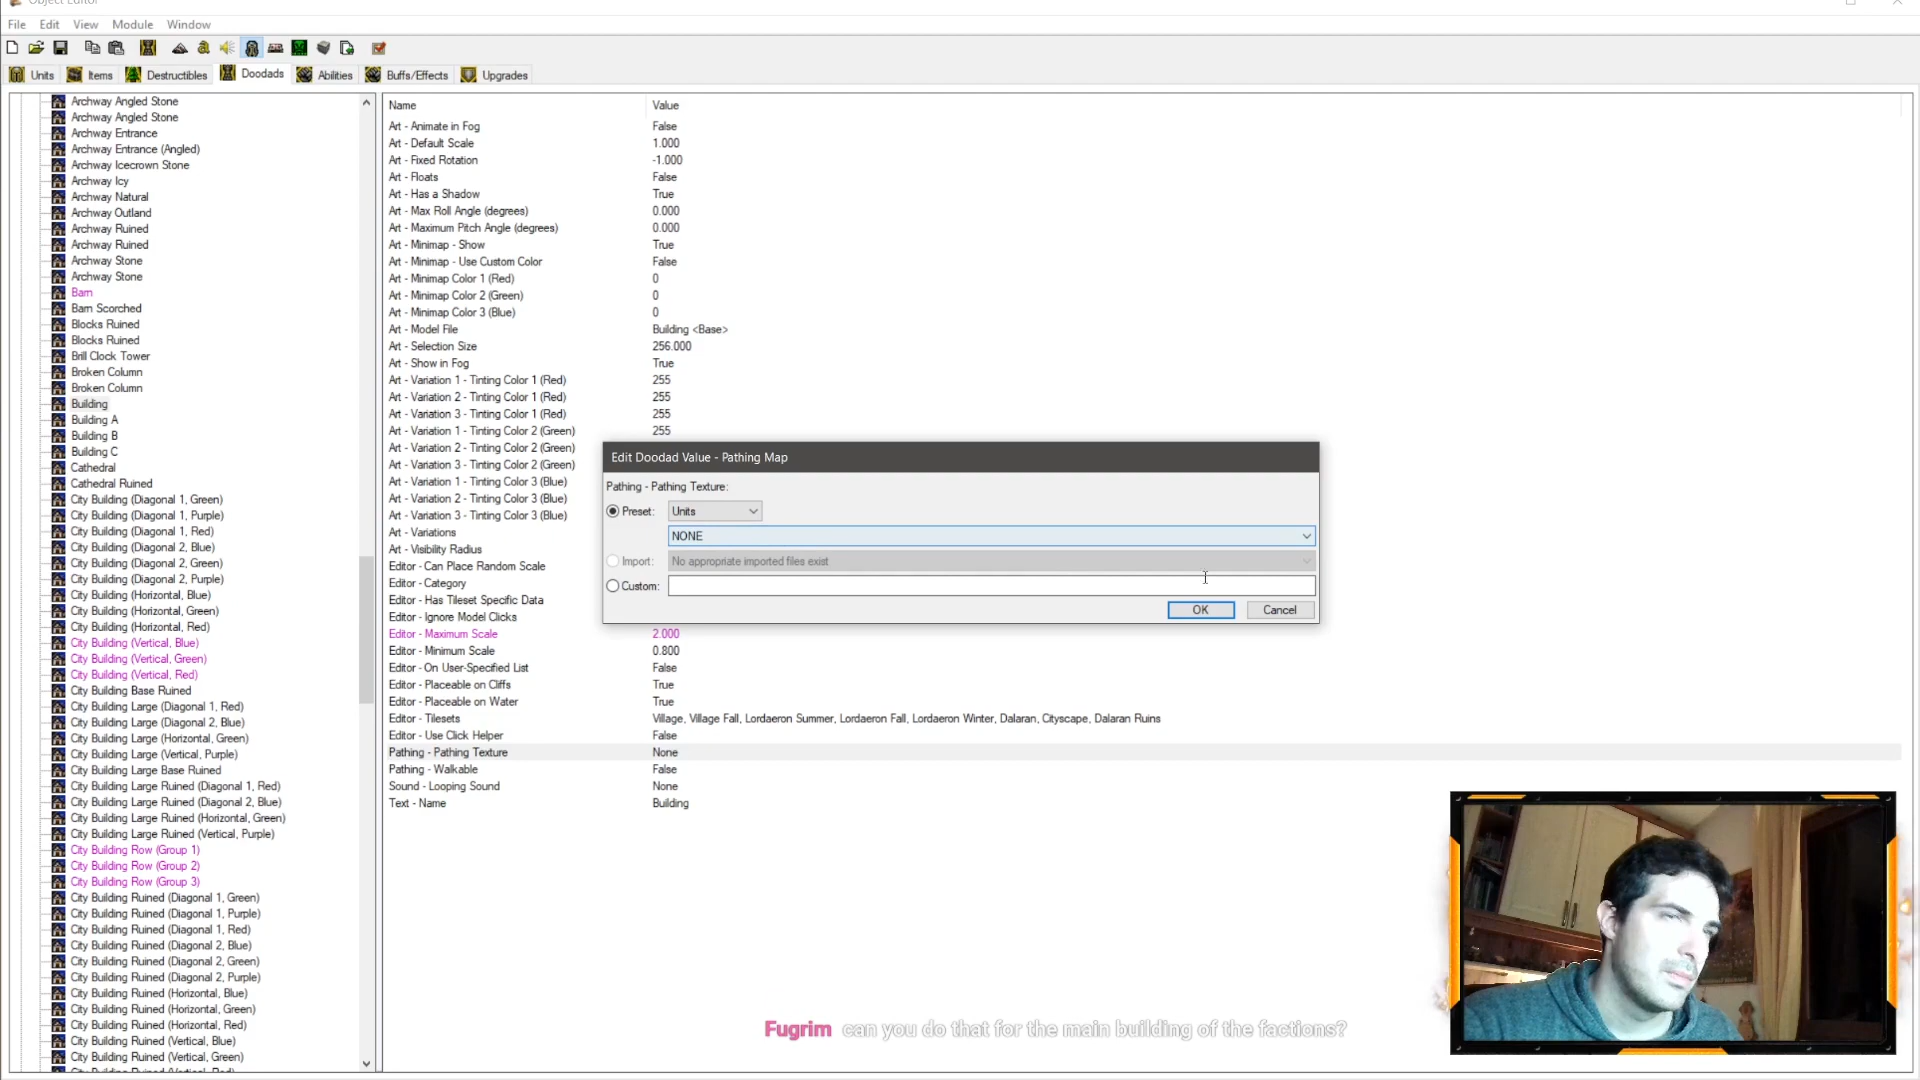 Object Editor
File Edit View Module Window
Units Items Destructibles Doodads Abilities Buffs/Effects Upgrades
Archway Angled Stone
Archway Angled Stone
Archway Entrance
Archway Entrance (Angled)
Archway Icecrown Stone
Archway Icy
Archway Natural
Archway Outland
Archway Ruined
Archway Ruined
Archway Stone
Archway Stone
Barn
Barn Scorched
Blocks Ruined
Blocks Ruined
Brill Clock Tower
Broken Column
Broken Column
Building
Building A
Building B
Building C
Cathedral
Cathedral Ruined
City Building (Diagonal 1, Green)
City Building (Diagonal 1, Purple)
City Building (Diagonal 1, Red)
City Building (Diagonal 2, Blue)
City Building (Diagonal 2, Green)
City Building (Diagonal 2, Purple)
City Building (Horizontal, Blue)
City Building (Horizontal, Green)
City Building (Horizontal, Red)
City Building (Vertical, Blue)
City Building (Vertical, Green)
City Building (Vertical, Red)
City Building Base Ruined
City Building Large (Diagonal 1, Red)
City Building Large (Diagonal 2, Blue)
City Building Large (Horizontal, Green)
City Building Large (Vertical, Purple)
City Building Large Base Ruined
City Building Large Ruined (Diagonal 1, Red)
City Building Large Ruined (Diagonal 2, Blue)
City Building Large Ruined (Horizontal, Green)
City Building Large Ruined (Vertical, Purple)
City Building Row (Group 1)
City Building Row (Group 2)
City Building Row (Group 3)
City Building Ruined (Diagonal 1, Green)
City Building Ruined (Diagonal 1, Purple)
City Building Ruined (Diagonal 1, Red)
City Building Ruined (Diagonal 2, Blue)
City Building Ruined (Diagonal 2, Green)
City Building Ruined (Diagonal 2, Purple)
City Building Ruined (Horizontal, Blue)
City Building Ruined (Horizontal, Green)
City Building Ruined (Horizontal, Red)
City Building Ruined (Vertical, Blue)
City Building Ruined (Vertical, Green)
Name Value
Art - Animate in Fog False
Art - Default Scale 1.000
Art - Fixed Rotation -1.000
Art - Floats False
Art - Has a Shadow True
Art - Max Roll Angle (degrees) 0.000
Art - Maximum Pitch Angle (degrees) 0.000
Art - Minimap - Show True
Art - Minimap - Use Custom Color False
Art - Minimap Color 1 (Red) 0
Art - Minimap Color 2 (Green) 0
Art - Minimap Color 3 (Blue) 0
Art - Model File Building <Base>
Art - Selection Size 256.000
Art - Show in Fog True
Art - Variation 1 - Tinting Color 1 (Red) 255
Art - Variation 2 - Tinting Color 1 (Red) 255
Art - Variation 3 - Tinting Color 1 (Red) 255
Art - Variation 1 - Tinting Color 2 (Green) 255
Art - Variation 2 - Tinting Color 2 (Green)
Art - Variation 3 - Tinting Color 2 (Green)
Art - Variation 1 - Tinting Color 3 (Blue)
Art - Variation 2 - Tinting Color 3 (Blue)
Art - Variation 3 - Tinting Color 3 (Blue)
Art - Variations
Art - Visibility Radius
Editor - Can Place Random Scale
Editor - Category
Editor - Has Tileset Specific Data
Editor - Ignore Model Clicks
Editor - Maximum Scale 2.000
Editor - Minimum Scale 0.800
Editor - On User-Specified List False
Editor - Placeable on Cliffs True
Editor - Placeable on Water True
Editor - Tilesets Village, Village Fall, Lordaeron Summer, Lordaeron Fall, Lordaeron Winter, Dalaran, Cityscape, Dalaran Ruins
Editor - Use Click Helper False
Pathing - Pathing Texture None
Pathing - Walkable False
Sound - Looping Sound None
Text - Name Building
Edit Doodad Value - Pathing Map
Pathing - Pathing Texture:
Preset: Units
NONE
Import: No appropriate imported files exist
Custom:
OK Cancel
Fugrim can you do that for the main building of the factions?